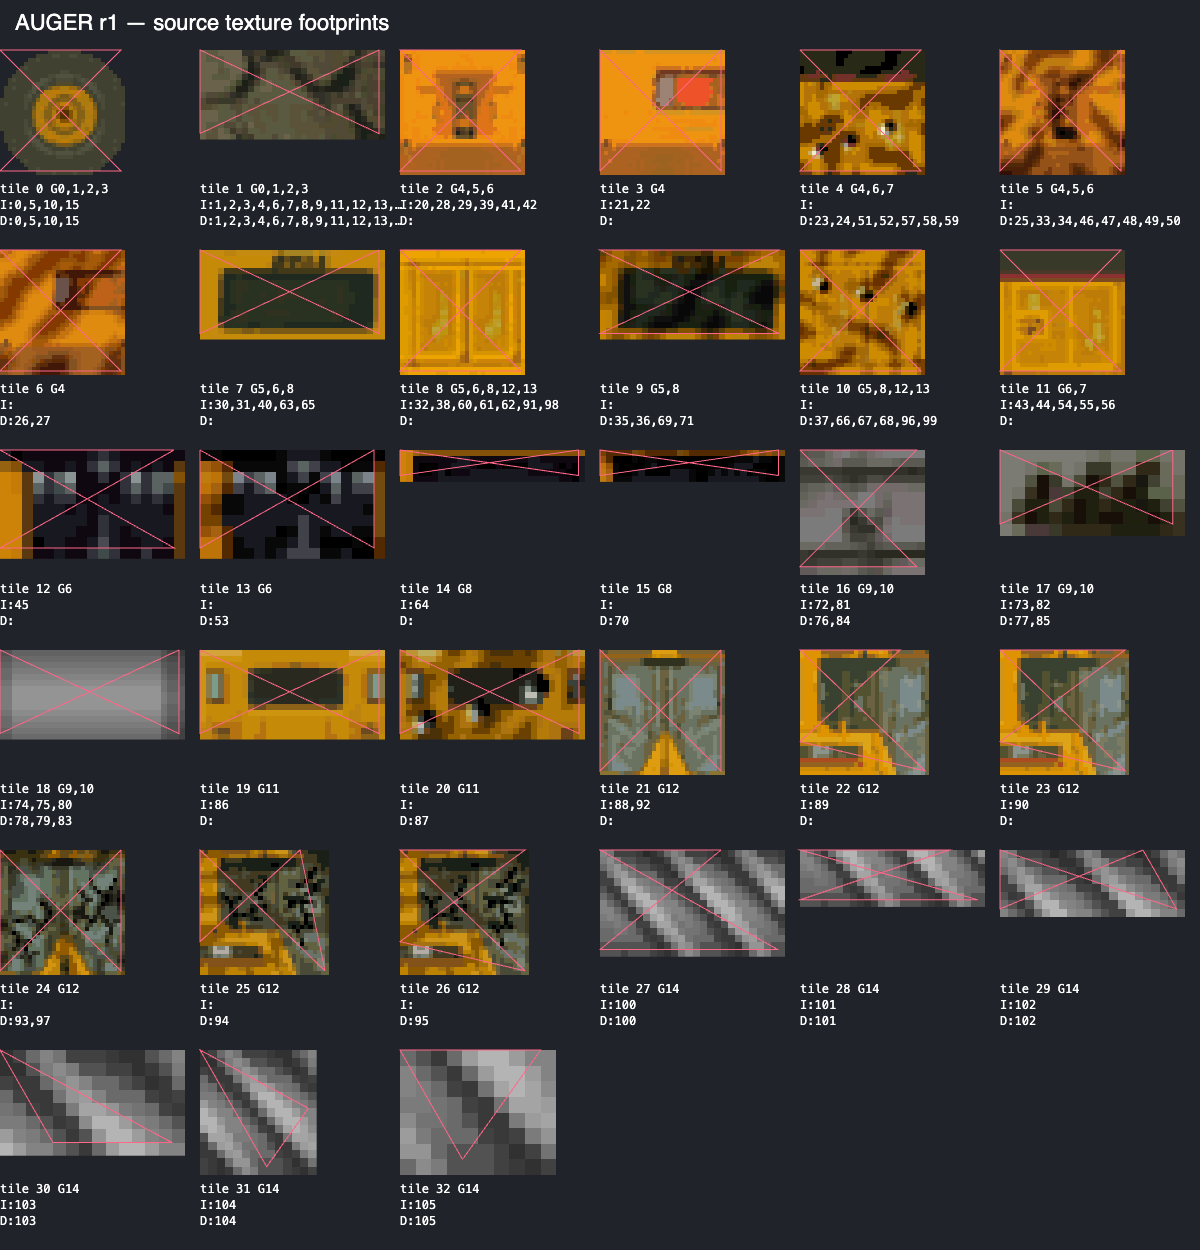 AUGER r1 — source texture footprints
tile 0 G0,1,2,3
I:0,5,10,15
D:0,5,10,15
tile 1 G0,1,2,3
I:1,2,3,4,6,7,8,9,11,12,13,…
D:1,2,3,4,6,7,8,9,11,12,13,…
tile 2 G4,5,6
I:20,28,29,39,41,42
D:
tile 3 G4
I:21,22
D:
tile 4 G4,6,7
I:
D:23,24,51,52,57,58,59
tile 5 G4,5,6
I:
D:25,33,34,46,47,48,49,50
tile 6 G4
I:
D:26,27
tile 7 G5,6,8
I:30,31,40,63,65
D:
tile 8 G5,6,8,12,13
I:32,38,60,61,62,91,98
D:
tile 9 G5,8
I:
D:35,36,69,71
tile 10 G5,8,12,13
I:
D:37,66,67,68,96,99
tile 11 G6,7
I:43,44,54,55,56
D:
tile 12 G6
I:45
D:
tile 13 G6
I:
D:53
tile 14 G8
I:64
D:
tile 15 G8
I:
D:70
tile 16 G9,10
I:72,81
D:76,84
tile 17 G9,10
I:73,82
D:77,85
tile 18 G9,10
I:74,75,80
D:78,79,83
tile 19 G11
I:86
D:
tile 20 G11
I:
D:87
tile 21 G12
I:88,92
D:
tile 22 G12
I:89
D:
tile 23 G12
I:90
D:
tile 24 G12
I:
D:93,97
tile 25 G12
I:
D:94
tile 26 G12
I:
D:95
tile 27 G14
I:100
D:100
tile 28 G14
I:101
D:101
tile 29 G14
I:102
D:102
tile 30 G14
I:103
D:103
tile 31 G14
I:104
D:104
tile 32 G14
I:105
D:105